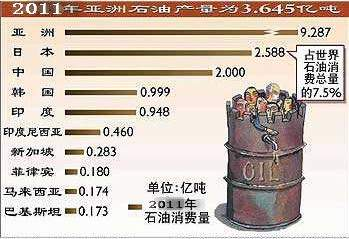 2011年亚洲石油产量为3.645亿吨
亚洲 9.287
日本 2.588
中国 2.000
韩国 0.999
印度 0.948
印度尼西亚 0.460
新加坡 0.283
菲律宾 0.180
马来西亚 0.174
巴基斯坦 0.173
占世界
石油消
费总量
的7.5%
OIL
单位:亿吨
2011年
石油消费量